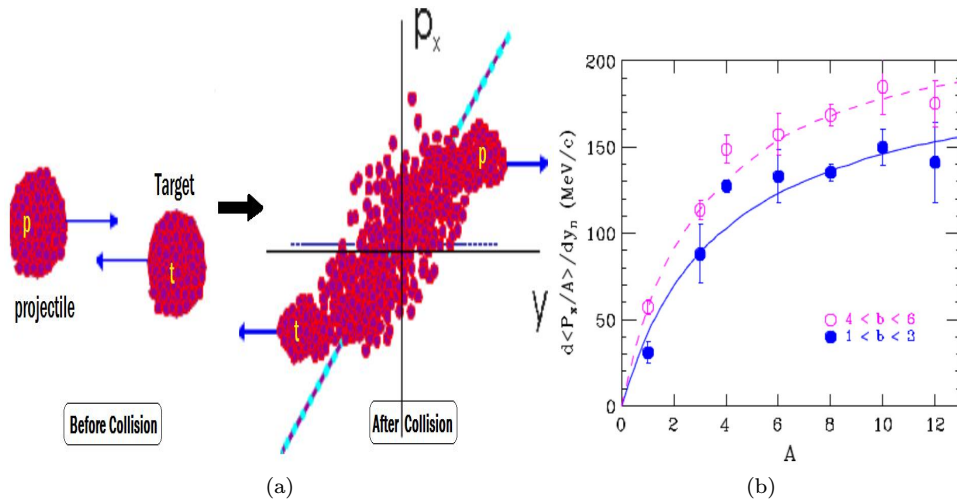 p
Target
t
projectile
Before Collision
p x
p
Y
t
After Collision
(a)
d<P x /A>/dy n (MeV/c)
200
150
100
50
0
4 < b < 6
1 < b < 3
0 2 4 6 8 10 12
A
(b)